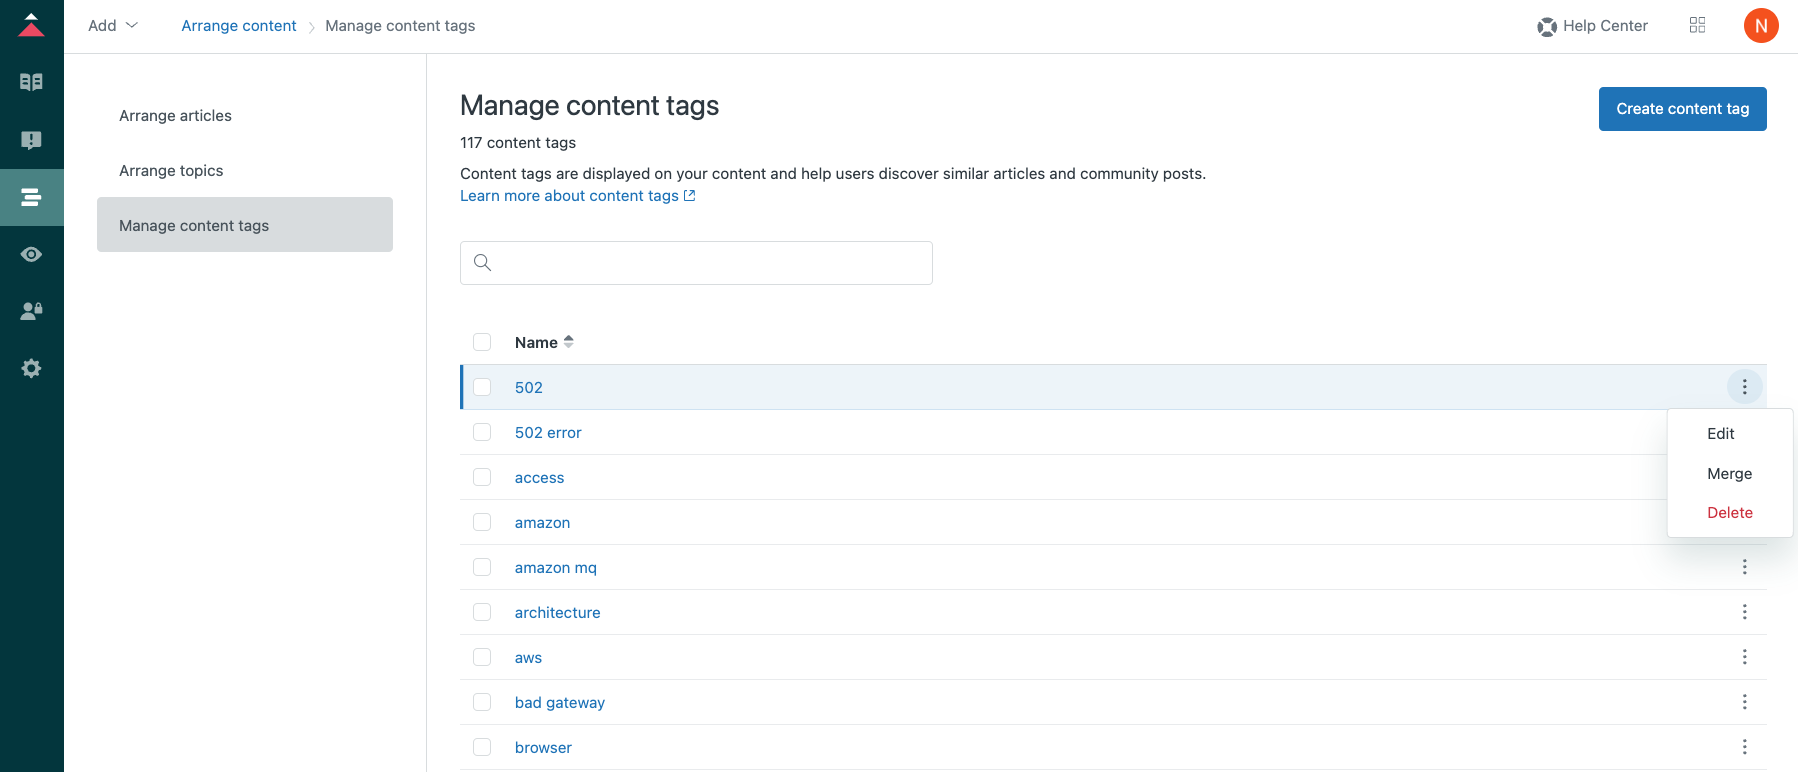 Add
Arrange content
Manage content tags
Help Center
N
Arrange articles
Arrange topics
Manage content tags
Manage content tags
Create content tag
117 content tags
Content tags are displayed on your content and help users discover similar articles and community posts.
Learn more about content tags
Name
502
502 error
Edit
access
Merge
amazon
Delete
amazon mq
architecture
aws
bad gateway
browser